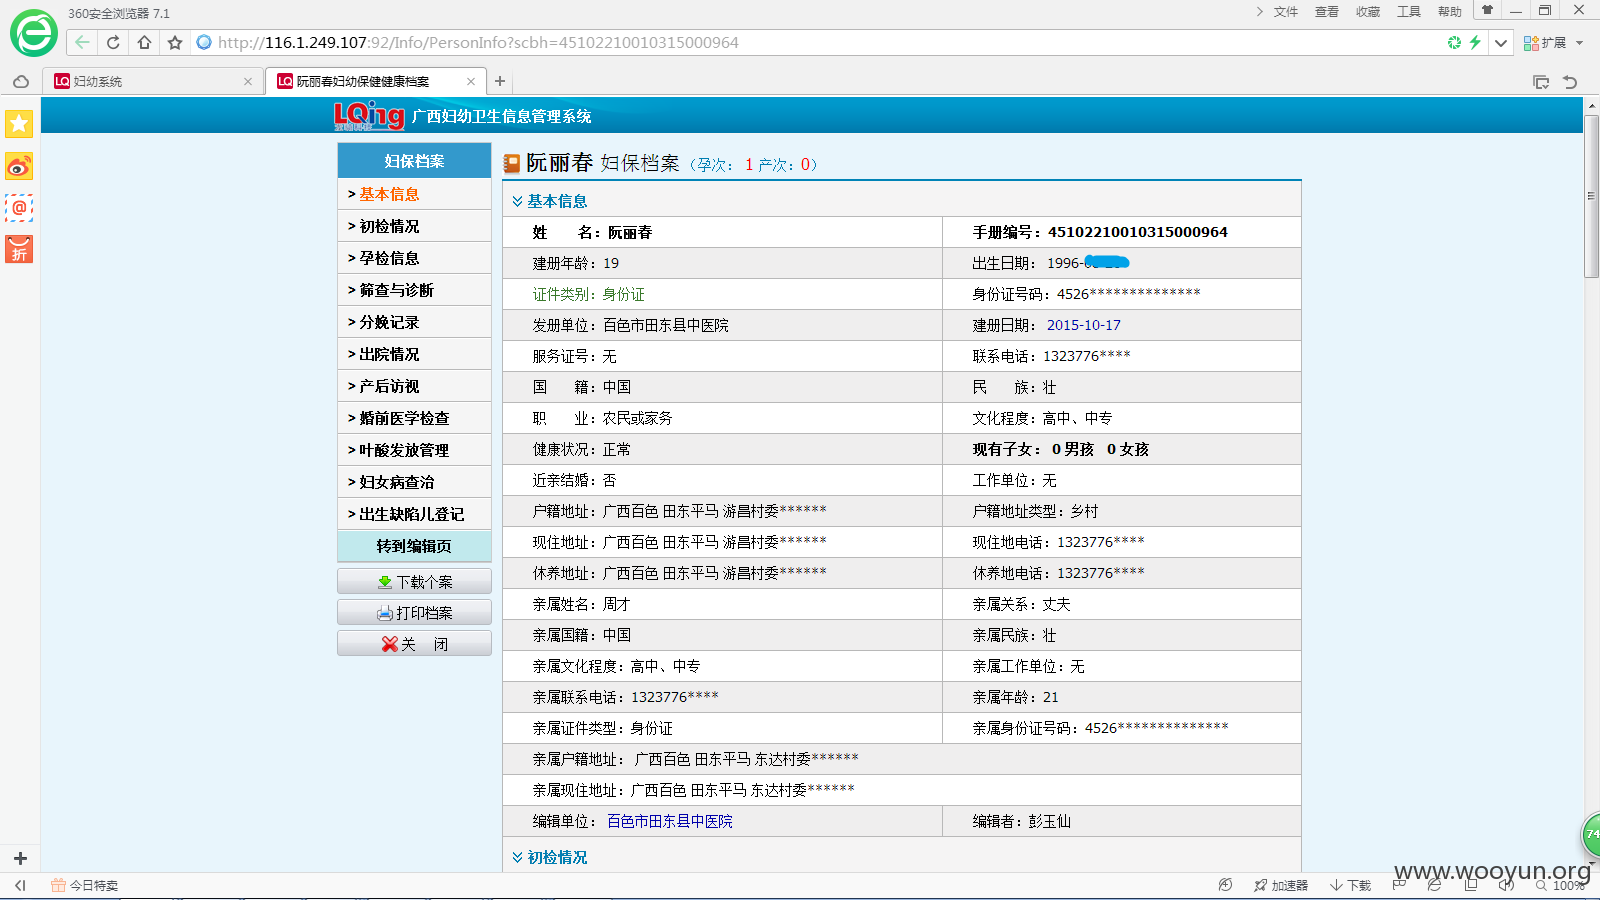 360安全浏览器 7.1
文件 查看 收藏 工具 帮助
http://116.1.249.107:92/Info/PersonInfo?scbh=45102210010315000964
扩展
LQ 妇幼系统
LQ 阮丽春妇幼保健健康档案
LQing 广西妇幼卫生信息管理系统
妇保档案
> 基本信息
> 初检情况
> 孕检信息
> 筛查与诊断
> 分娩记录
> 出院情况
> 产后访视
> 婚前医学检查
> 叶酸发放管理
> 妇女病查治
> 出生缺陷儿登记
转到编辑页
下载个案
打印档案
关 闭
阮丽春 妇保档案 (孕次: 1 产次:0)
基本信息
姓 名:阮丽春 手册编号:45102210010315000964
建册年龄:19 出生日期: 1996-
证件类别:身份证 身份证号码:4526**************
发册单位:百色市田东县中医院 建册日期: 2015-10-17
服务证号:无 联系电话:1323776****
国 籍:中国 民 族:壮
职 业:农民或家务 文化程度:高中、中专
健康状况:正常 现有子女: 0 男孩 0 女孩
近亲结婚:否 工作单位:无
户籍地址:广西百色 田东平马 游昌村委****** 户籍地址类型:乡村
现住地址:广西百色 田东平马 游昌村委****** 现住地电话:1323776****
休养地址:广西百色 田东平马 游昌村委****** 休养地电话:1323776****
亲属姓名:周才 亲属关系:丈夫
亲属国籍:中国 亲属民族:壮
亲属文化程度:高中、中专 亲属工作单位:无
亲属联系电话:1323776**** 亲属年龄:21
亲属证件类型:身份证 亲属身份证号码:4526**************
亲属户籍地址: 广西百色 田东平马 东达村委******
亲属现住地址:广西百色 田东平马 东达村委******
编辑单位: 百色市田东县中医院 编辑者:彭玉仙
初检情况
折
74
www.wooyun.org
今日特卖
加速器 下载 100%